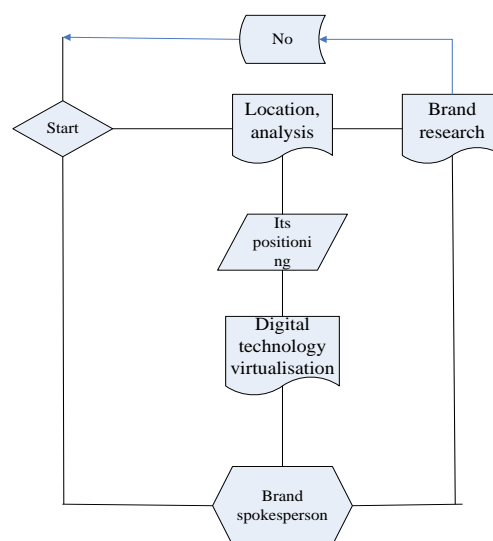 No
Start
Location,
analysis
Brand
research
Its
positioni
ng
Digital
technology
virtualisation
Brand
spokesperson